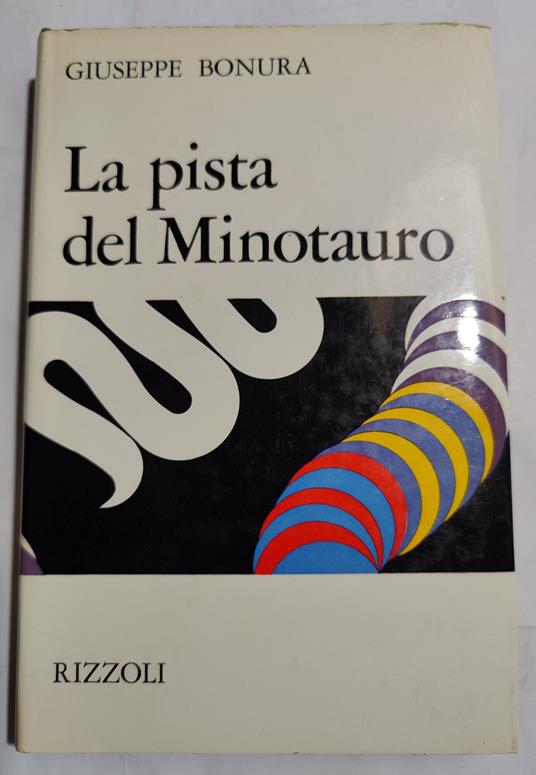 GIUSEPPE BONURA
La pista
del Minotauro
RIZZOLI